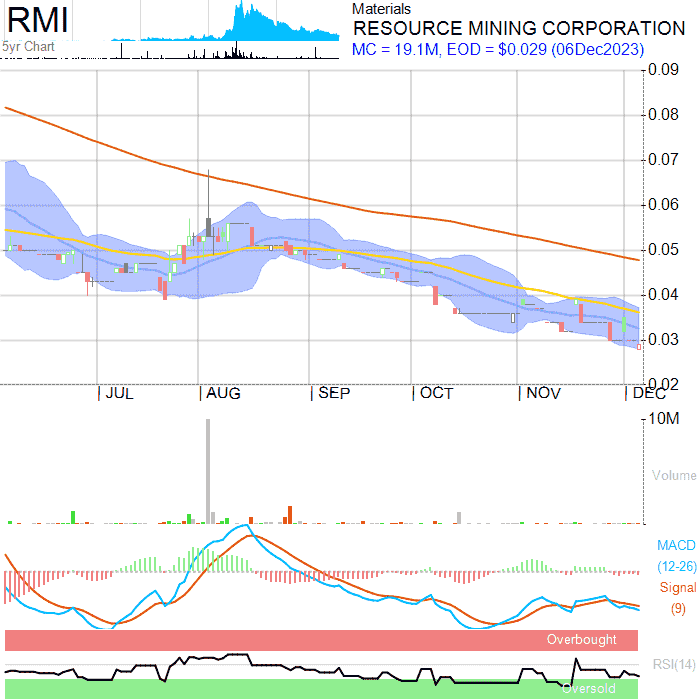 RMI
5yr Chart
Materials
RESOURCE MINING CORPORATION
MC = 19.1M, EOD = $0.029 (06Dec2023)
0.09
0.08
0.07
0.06
0.05
0.04
0.03
0.02
JUL AUG SEP OCT NOV DEC
10M
Volume
MACD
(12-26)
Signal
(9)
Overbought
RSI(14)
Oversold